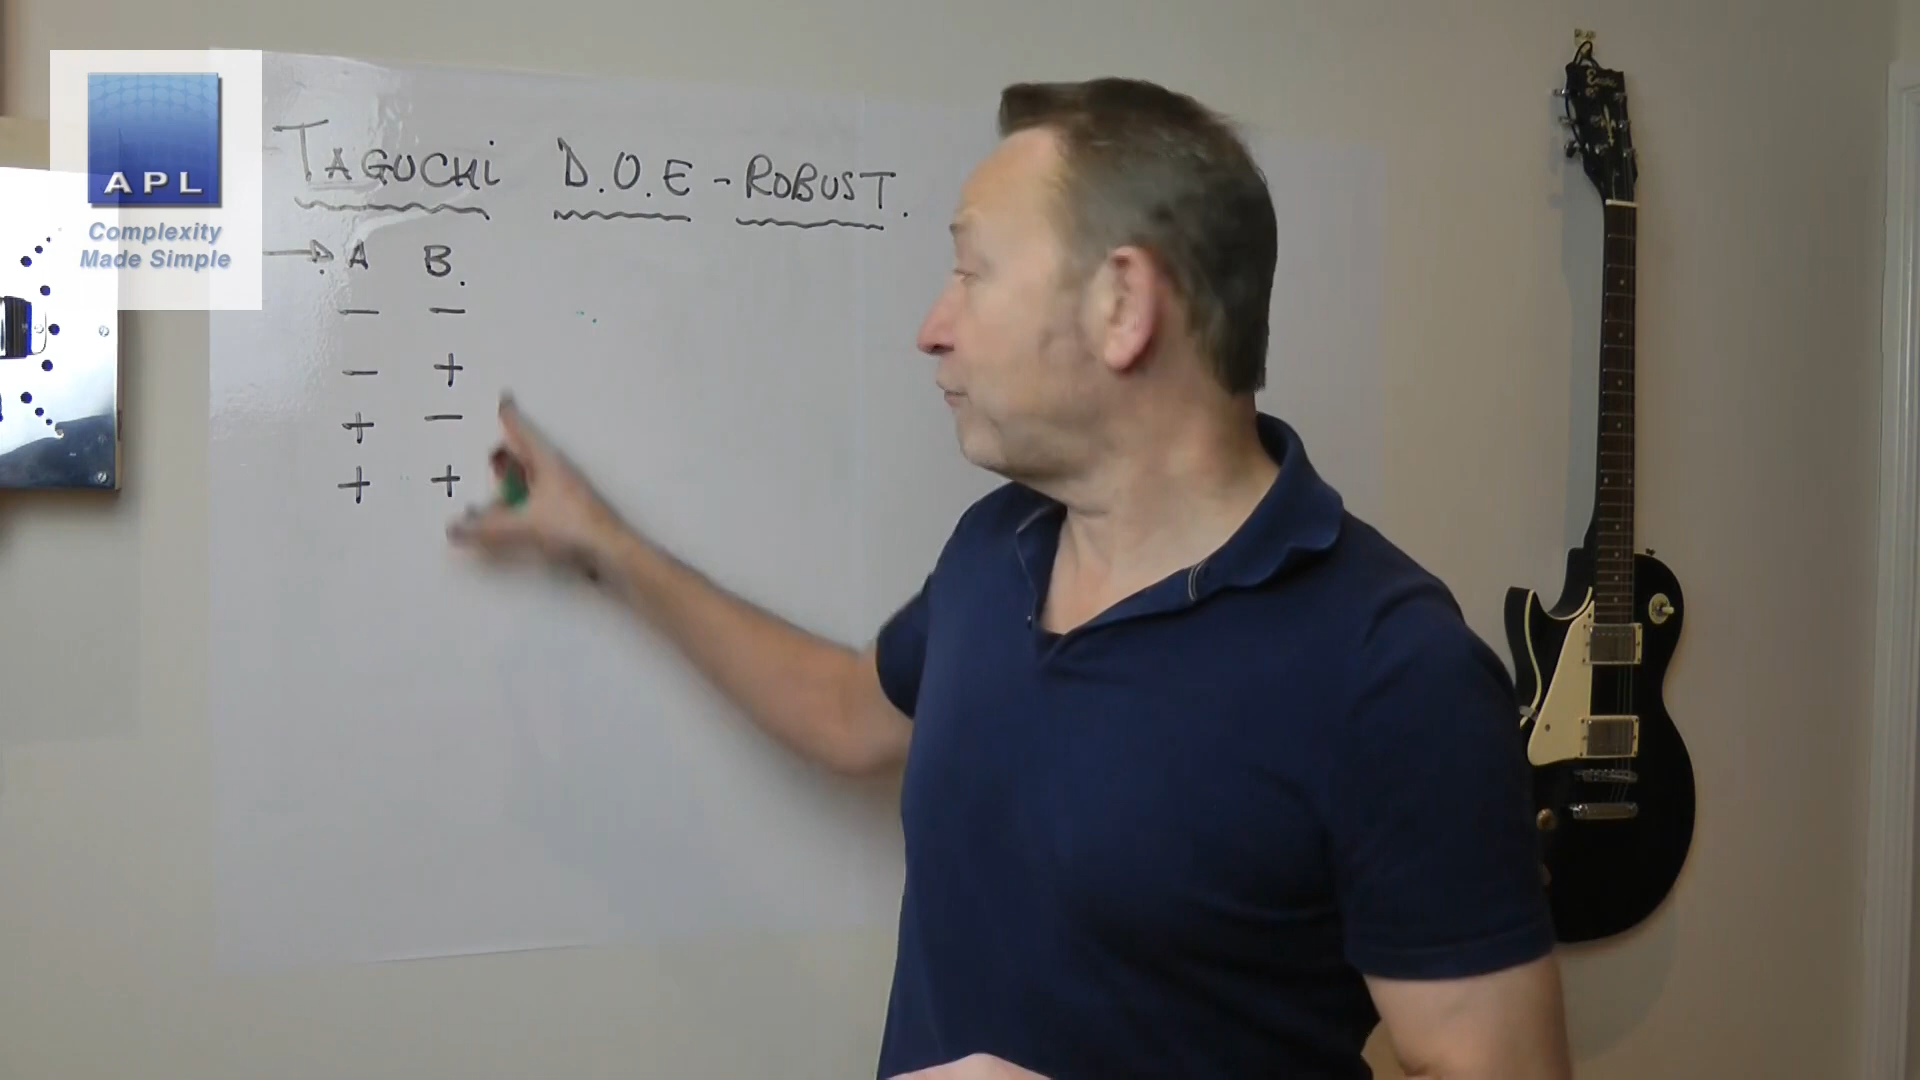 APL
Complexity
Made Simple
TAGUCHi D.O.E - ROBUST.
A B.
- -
- +
+ -
+ +